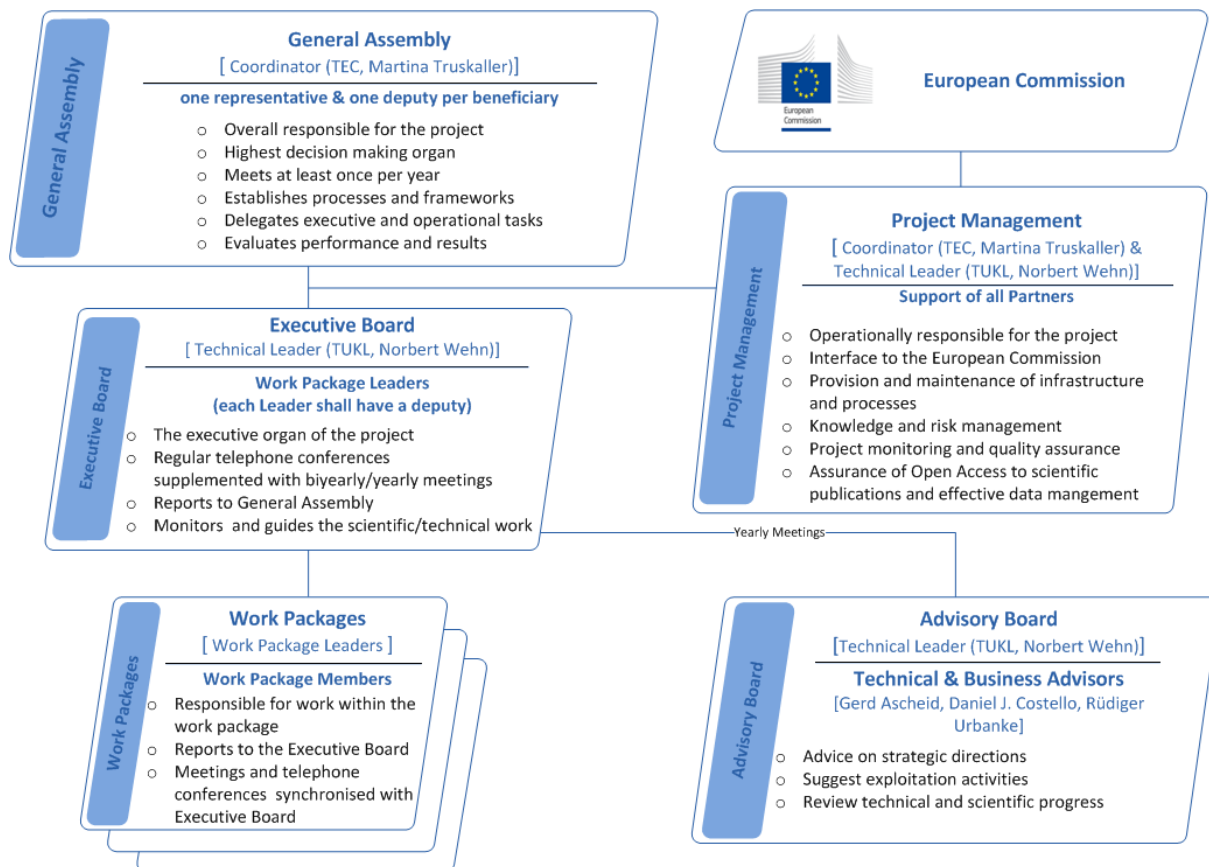 General Assembly
General Assembly
[ Coordinator (TEC, Martina Truskaller)]
one representative & one deputy per beneficiary
o Overall responsible for the project
o Highest decision making organ
o Meets at least once per year
o Establishes processes and frameworks
o Delegates executive and operational tasks
o Evaluates performance and results
European
Commission
European Commission
Project Management
Project Management
[ Coordinator (TEC, Martina Truskaller) &
Technical Leader (TUKL, Norbert Wehn)]
Support of all Partners
o Operationally responsible for the project
o Interface to the European Commission
o Provision and maintenance of infrastructure
and processes
o Knowledge and risk management
o Project monitoring and quality assurance
o Assurance of Open Access to scientific
publications and effective data mangement
Executive Board
Executive Board
[ Technical Leader (TUKL, Norbert Wehn)]
Work Package Leaders
(each Leader shall have a deputy)
o The executive organ of the project
o Regular telephone conferences
supplemented with biyearly/yearly meetings
o Reports to General Assembly
o Monitors and guides the scientific/technical work
Yearly Meetings
Work Packages
Work Packages
[ Work Package Leaders ]
Work Package Members
o Responsible for work within the
work package
o Reports to the Executive Board
o Meetings and telephone
conferences synchronised with
Executive Board
Advisory Board
Advisory Board
[Technical Leader (TUKL, Norbert Wehn)]
Technical & Business Advisors
[Gerd Ascheid, Daniel J. Costello, Rüdiger
Urbanke]
o Advice on strategic directions
o Suggest exploitation activities
o Review technical and scientific progress